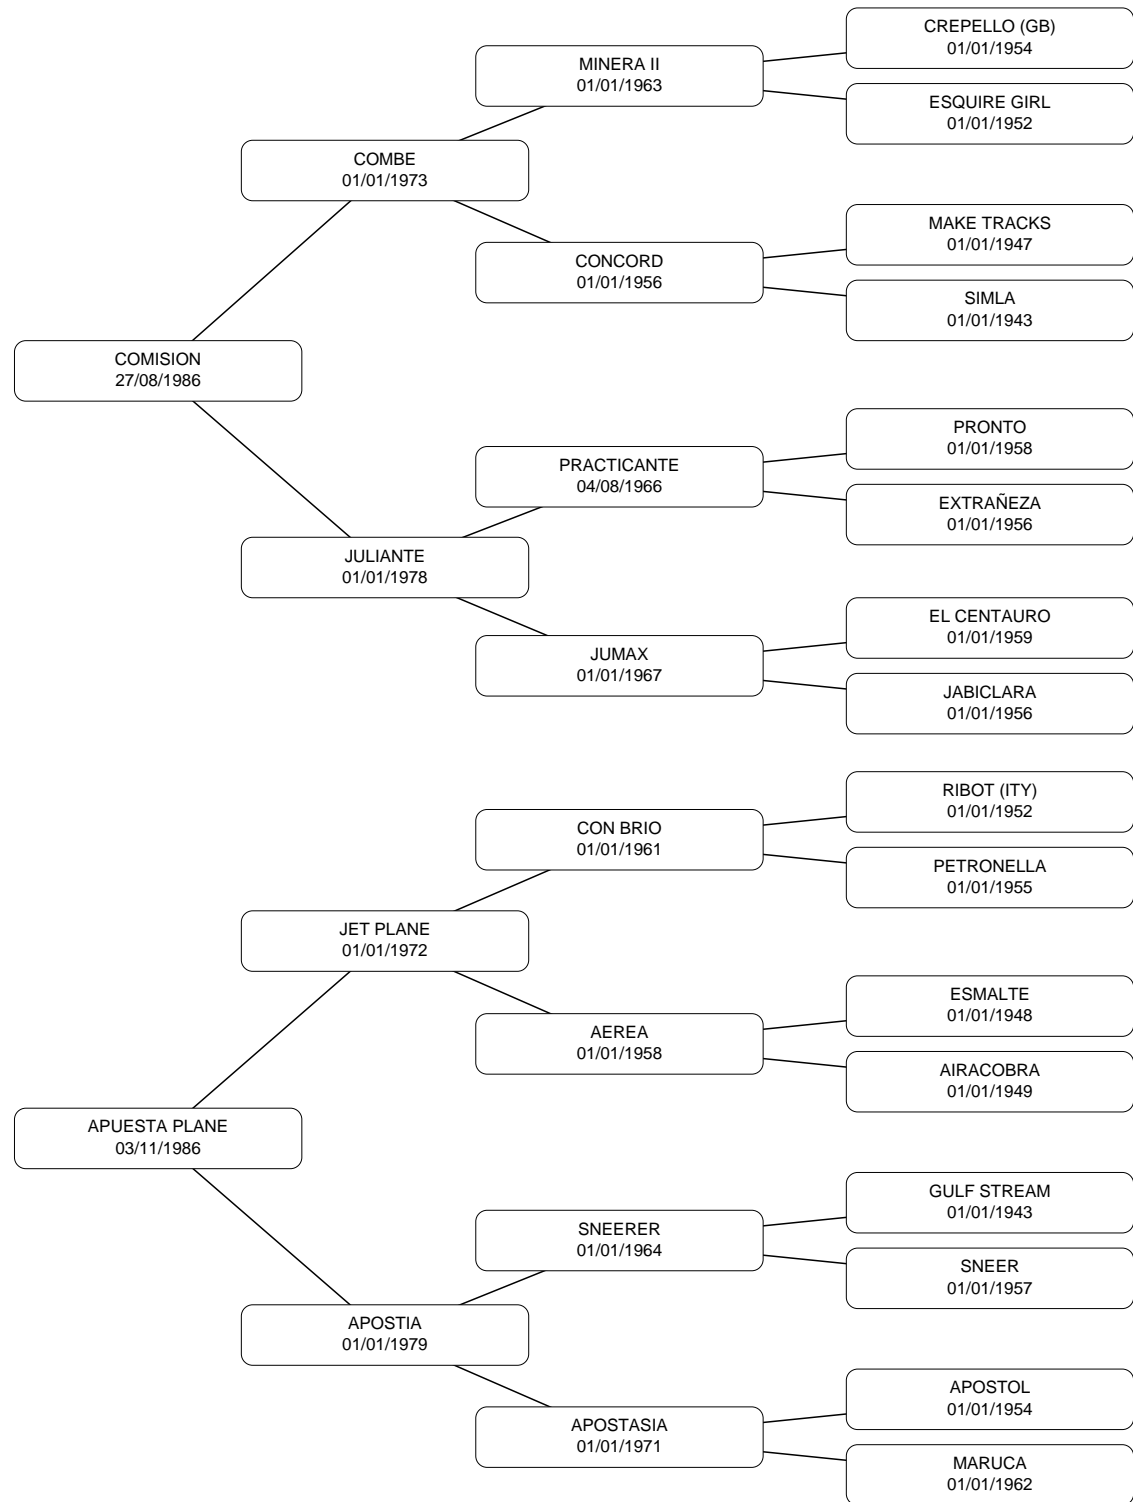 CREPELLO (GB)
01/01/1954
MINERA II
01/01/1963
ESQUIRE GIRL
01/01/1952
COMBE
01/01/1973
MAKE TRACKS
01/01/1947
CONCORD
01/01/1956
SIMLA
01/01/1943
COMISION
27/08/1986
PRONTO
01/01/1958
PRACTICANTE
04/08/1966
EXTRAÑEZA
01/01/1956
JULIANTE
01/01/1978
EL CENTAURO
01/01/1959
JUMAX
01/01/1967
JABICLARA
01/01/1956
RIBOT (ITY)
01/01/1952
CON BRIO
01/01/1961
PETRONELLA
01/01/1955
JET PLANE
01/01/1972
ESMALTE
01/01/1948
AEREA
01/01/1958
AIRACOBRA
01/01/1949
APUESTA PLANE
03/11/1986
GULF STREAM
01/01/1943
SNEERER
01/01/1964
SNEER
01/01/1957
APOSTIA
01/01/1979
APOSTOL
01/01/1954
APOSTASIA
01/01/1971
MARUCA
01/01/1962